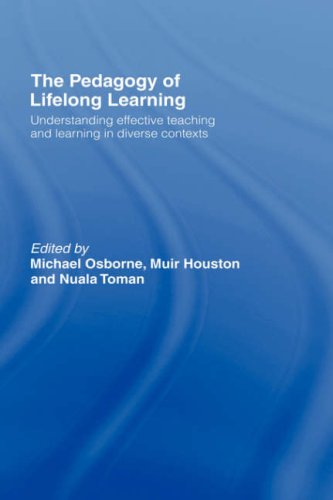 The Pedagogy of
Lifelong Learning
Understanding effective teaching
and learning in diverse contexts
Edited by
Michael Osborne, Muir Houston
and Nuala Toman